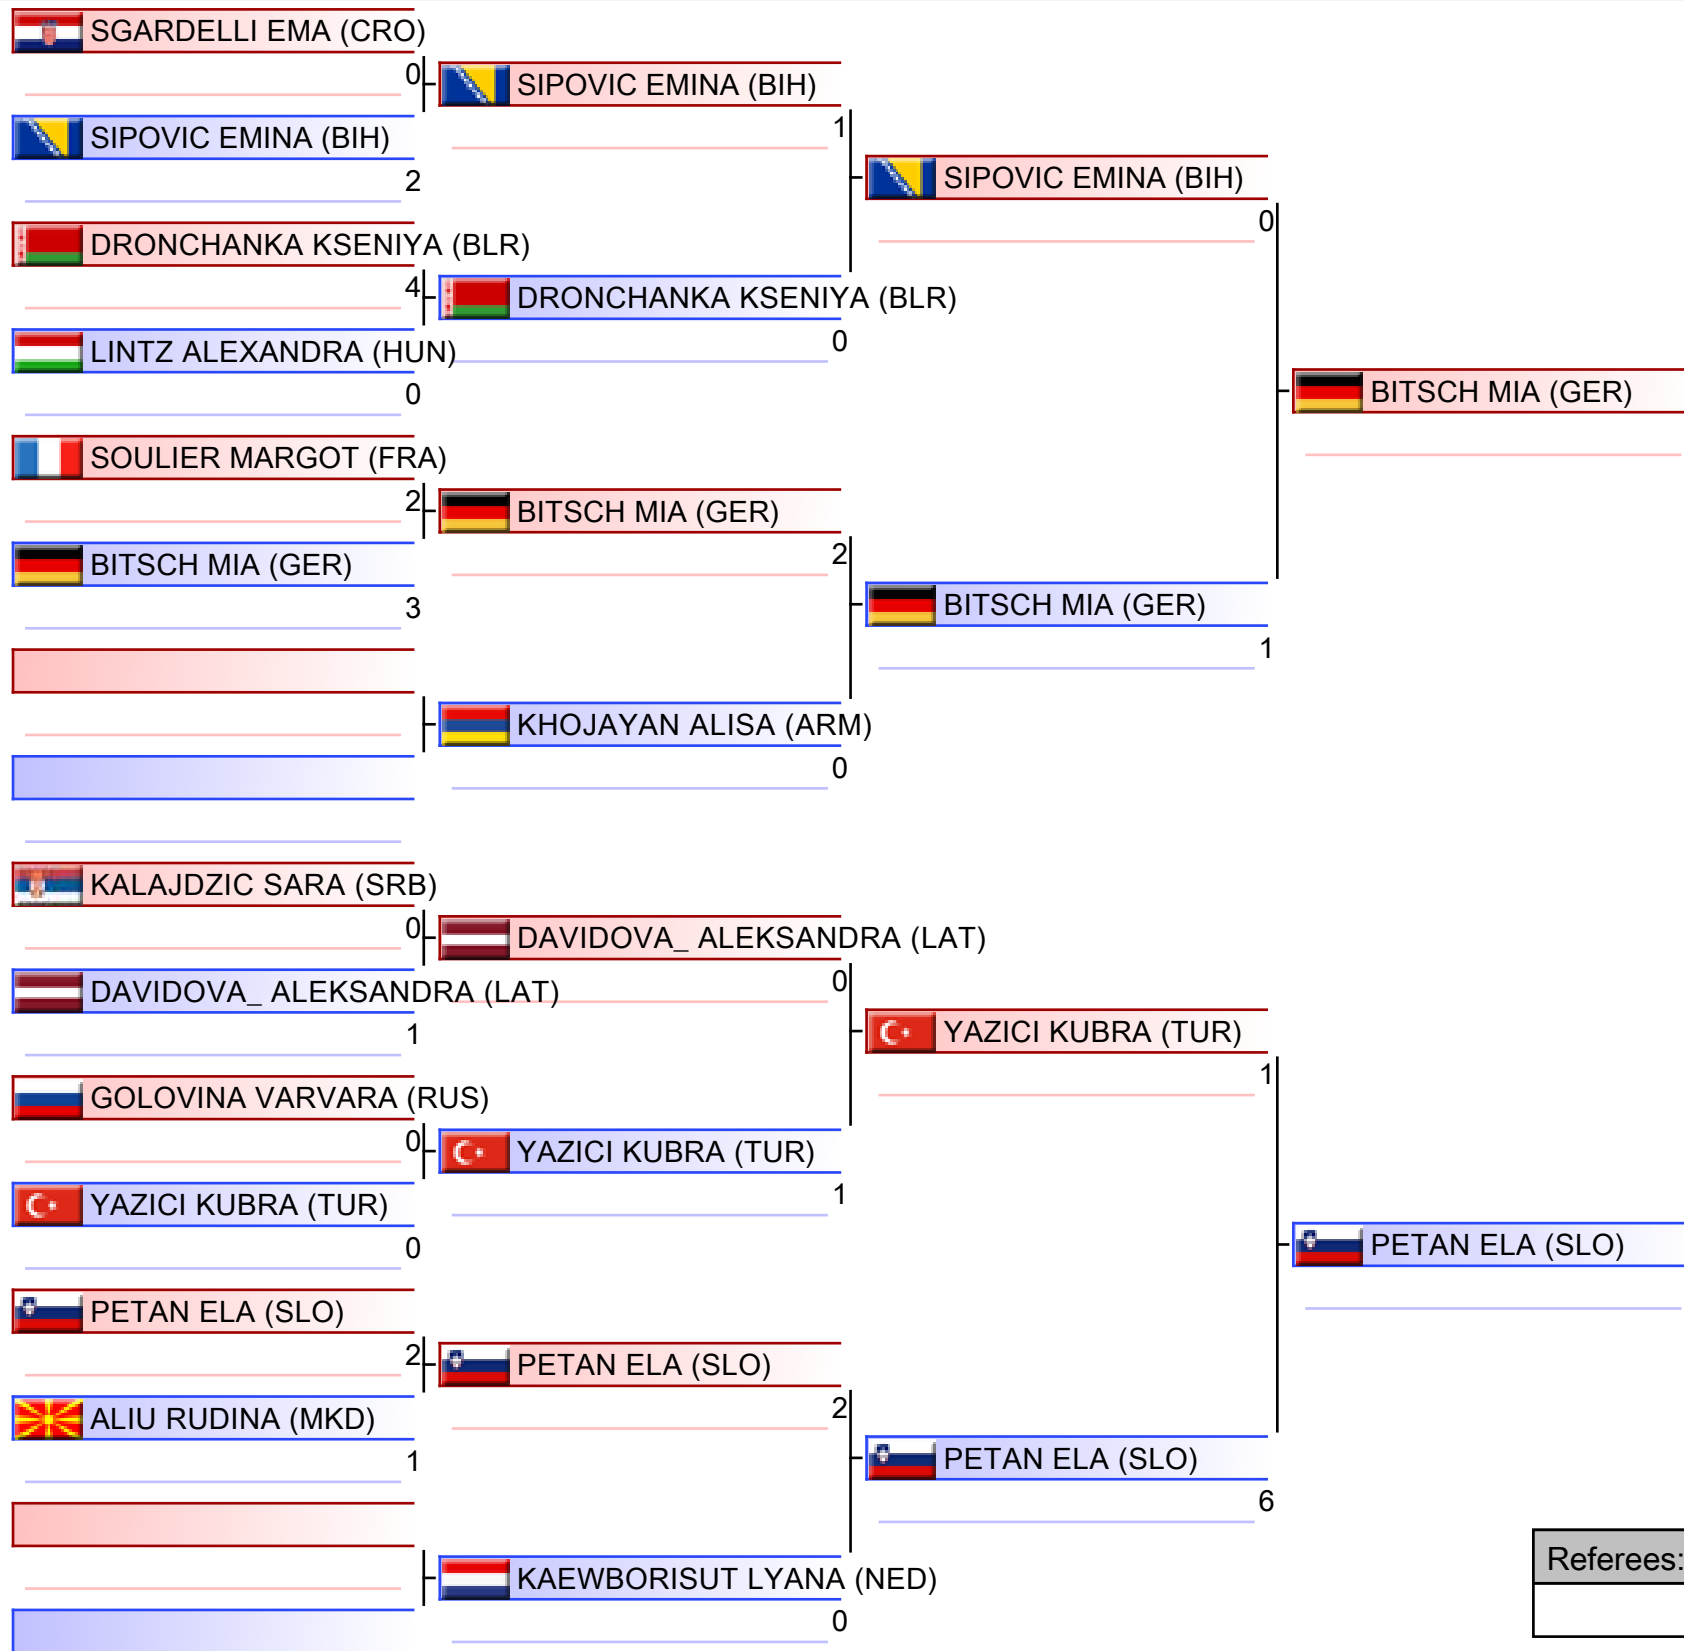 SGARDELLI EMA (CRO)
0
SIPOVIC EMINA (BIH)
2
DRONCHANKA KSENIYA (BLR)
4
LINTZ ALEXANDRA (HUN)
0
SOULIER MARGOT (FRA)
2
BITSCH MIA (GER)
3
KALAJDZIC SARA (SRB)
0
DAVIDOVA_ ALEKSANDRA (LAT)
1
GOLOVINA VARVARA (RUS)
0
YAZICI KUBRA (TUR)
0
PETAN ELA (SLO)
2
ALIU RUDINA (MKD)
1
SIPOVIC EMINA (BIH)
1
DRONCHANKA KSENIYA (BLR)
0
BITSCH MIA (GER)
2
KHOJAYAN ALISA (ARM)
0
DAVIDOVA_ ALEKSANDRA (LAT)
0
YAZICI KUBRA (TUR)
1
PETAN ELA (SLO)
2
KAEWBORISUT LYANA (NED)
0
SIPOVIC EMINA (BIH)
0
BITSCH MIA (GER)
1
YAZICI KUBRA (TUR)
1
PETAN ELA (SLO)
6
BITSCH MIA (GER)
PETAN ELA (SLO)
Referees: